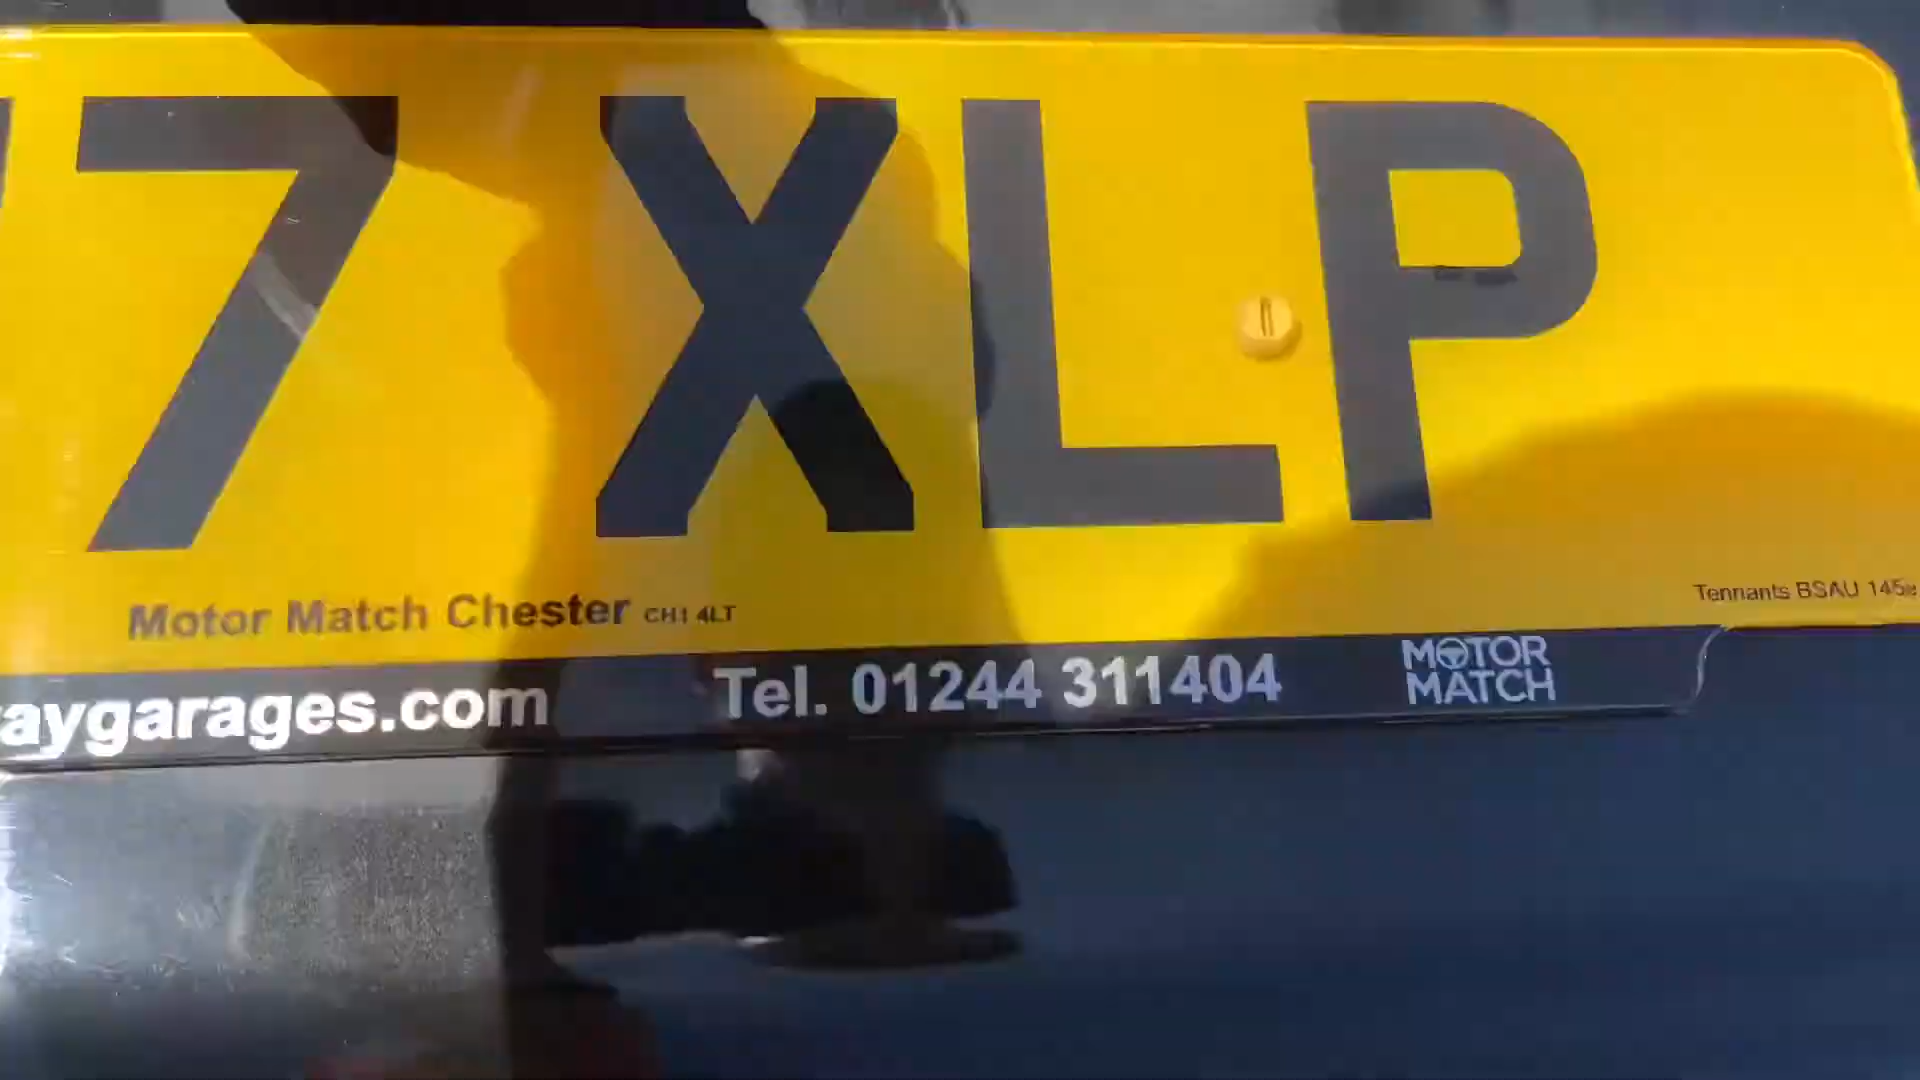 7 XLP
Motor Match Chester CH1 4LT
Tennants BSAU 145e
aygarages.com Tel. 01244 311404 MOTOR MATCH